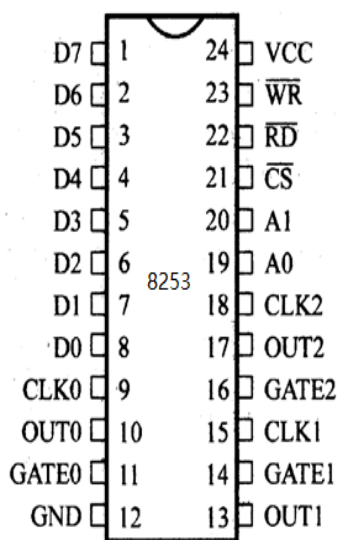 D7 1 24 VCC
D6 2 23 WR
D5 3 22 RD
D4 4 21 CS
D3 5 20 A1
D2 6 19 A0
8253
D1 7 18 CLK2
D0 8 17 OUT2
CLK0 9 16 GATE2
OUT0 10 15 CLK1
GATE0 11 14 GATE1
GND 12 13 OUT1